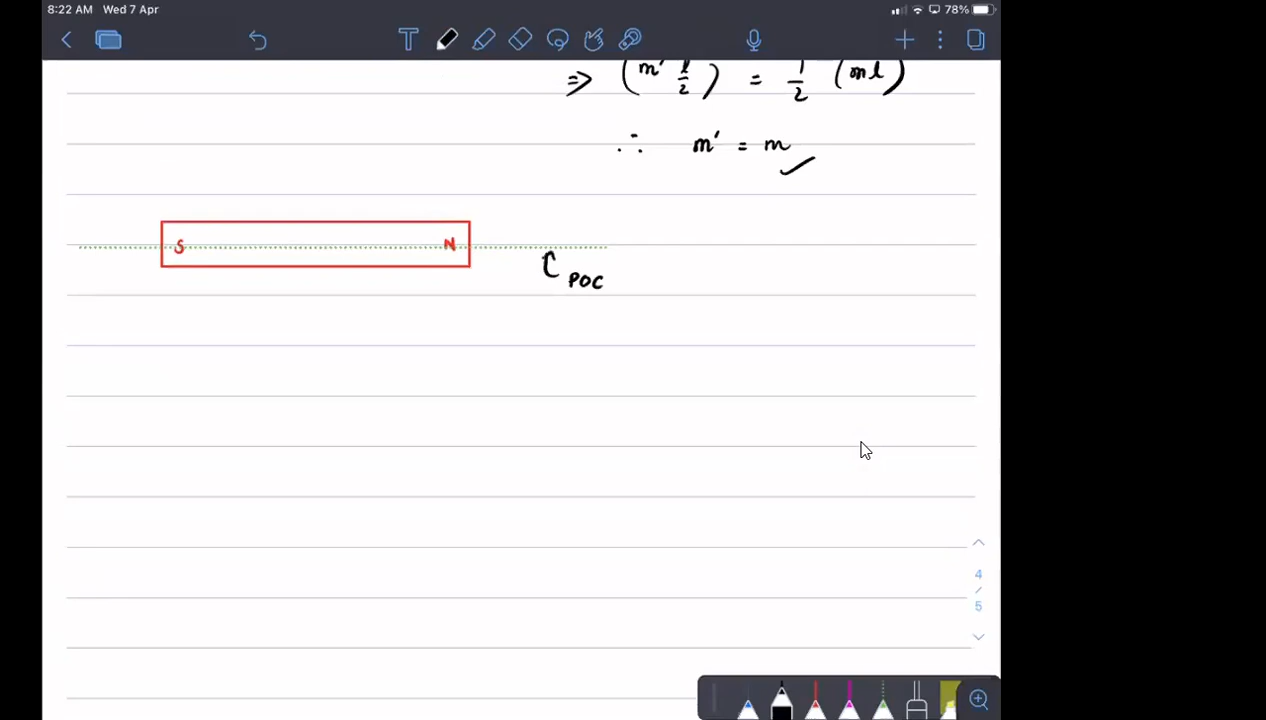 8:22 AM Wed 7 Apr 78%
T
⇒ (m' l/2) = 1/2 (ml)
∴ m' = m
S N
POC
4
/
5